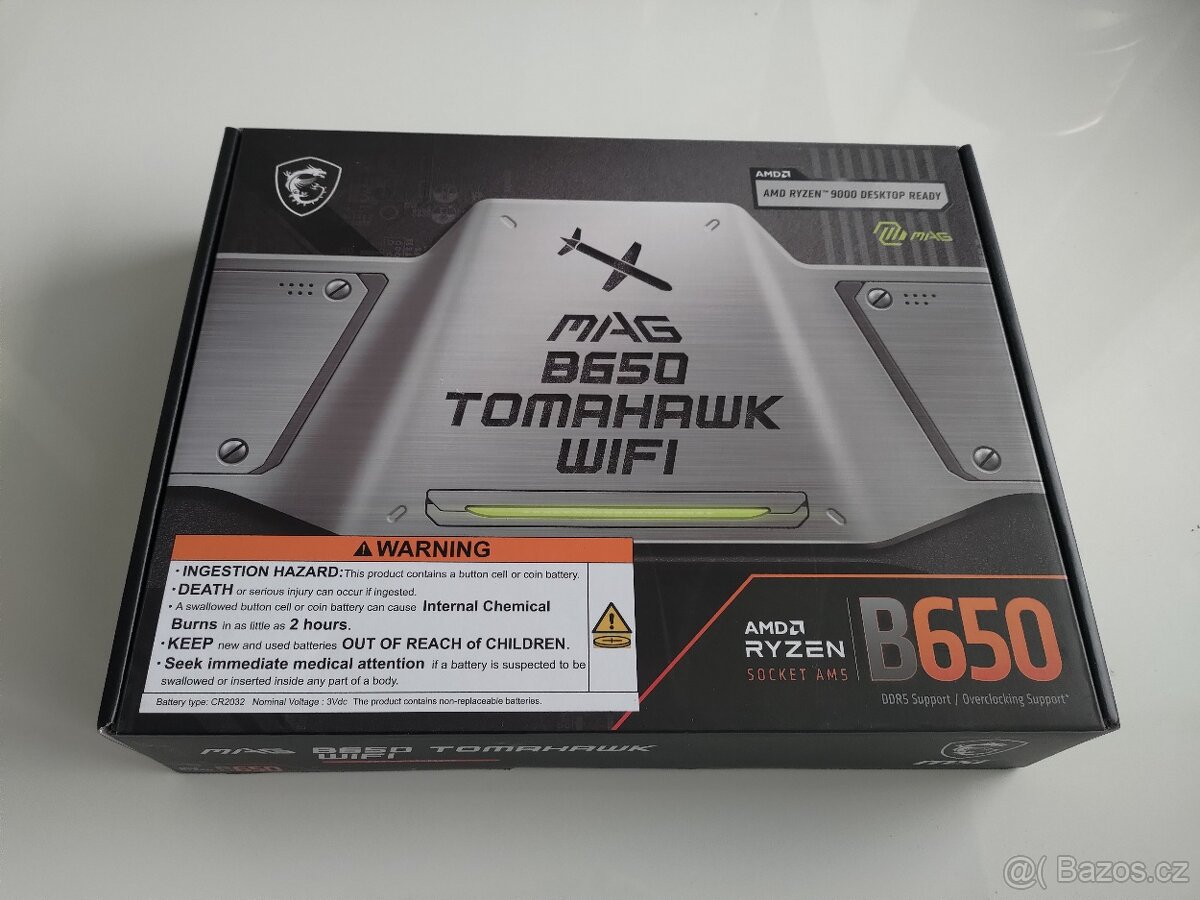 AMD
AMD RYZEN™ 9000 DESKTOP READY
MAG
MAG
B650
TOMAHAWK
WIFI
WARNING
• INGESTION HAZARD: This product contains a button cell or coin battery.
• DEATH or serious injury can occur if ingested.
• A swallowed button cell or coin battery can cause Internal Chemical
Burns in as little as 2 hours.
• KEEP new and used batteries OUT OF REACH of CHILDREN.
• Seek immediate medical attention if a battery is suspected to be
swallowed or inserted inside any part of a body.
Battery type: CR2032 Nominal Voltage : 3Vdc The product contains non-replaceable batteries.
AMD
RYZEN
SOCKET AM5
B650
DDR5 Support / Overclocking Support*
MAG B650 TOMAHAWK
WIFI
B650
msi
@( Bazos.cz